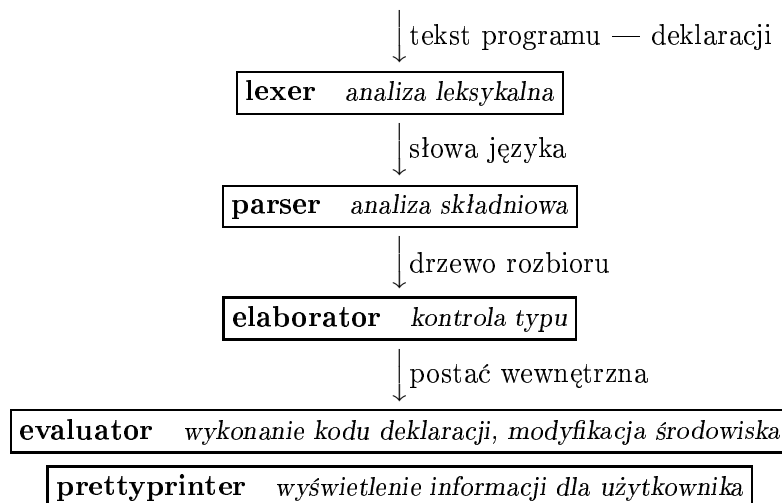 tekst programu — deklaracji
lexer analiza leksykalna
słowa języka
parser analiza składniowa
drzewo rozbioru
elaborator kontrola typu
postać wewnętrzna
evaluator wykonanie kodu deklaracji, modyfikacja środowiska
prettyprinter wyświetlenie informacji dla użytkownika